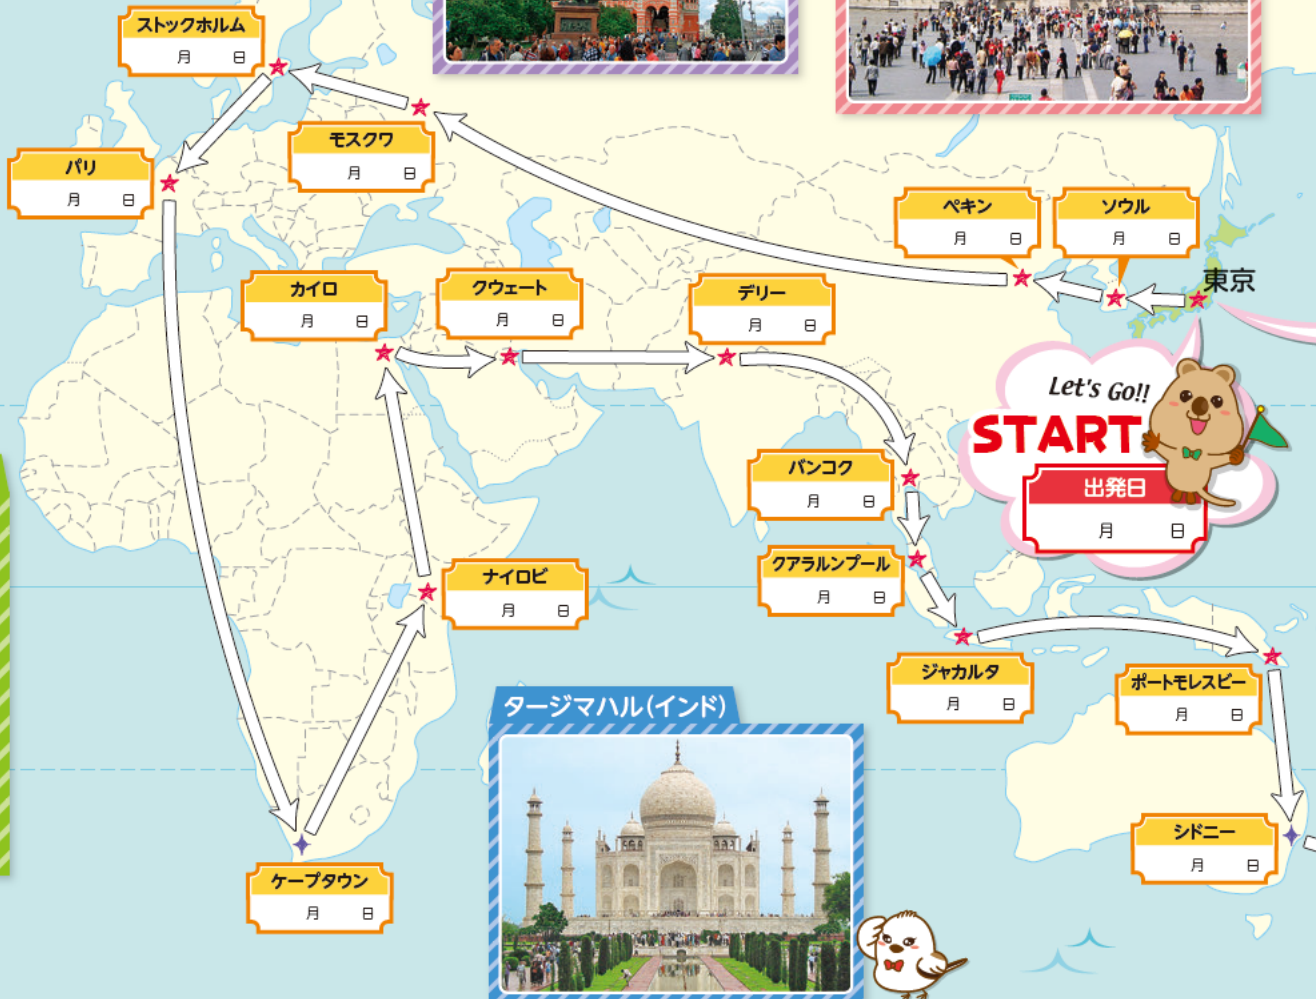 ストックホルム
月 日
モスクワ
月 日
パリ
月 日
ペキン
月 日
ソウル
月 日
東京
カイロ
月 日
クウェート
月 日
デリー
月 日
Let's Go!!
START
出発日
月 日
バンコク
月 日
クアラルンプール
月 日
ナイロビ
月 日
ジャカルタ
月 日
ポートモレスビー
月 日
タージマハル(インド)
シドニー
月 日
ケープタウン
月 日